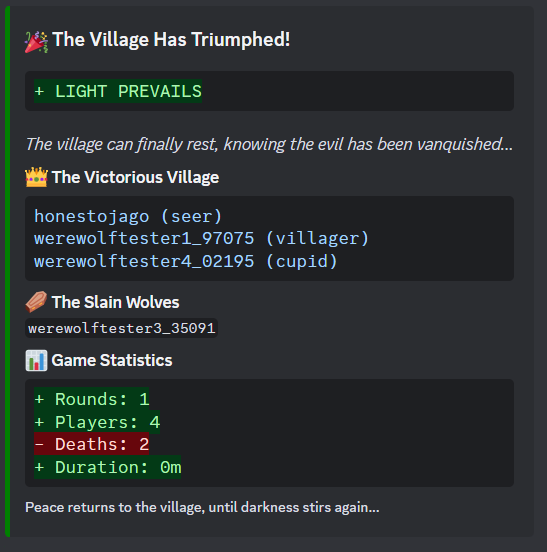 🎉 The Village Has Triumphed!
+ LIGHT PREVAILS
The village can finally rest, knowing the evil has been vanquished...
👑 The Victorious Village
honestojago (seer)
werewolftester1_97075 (villager)
werewolftester4_02195 (cupid)
⚰️ The Slain Wolves
werewolftester3_35091
📊 Game Statistics
+ Rounds: 1
+ Players: 4
- Deaths: 2
+ Duration: 0m
Peace returns to the village, until darkness stirs again...